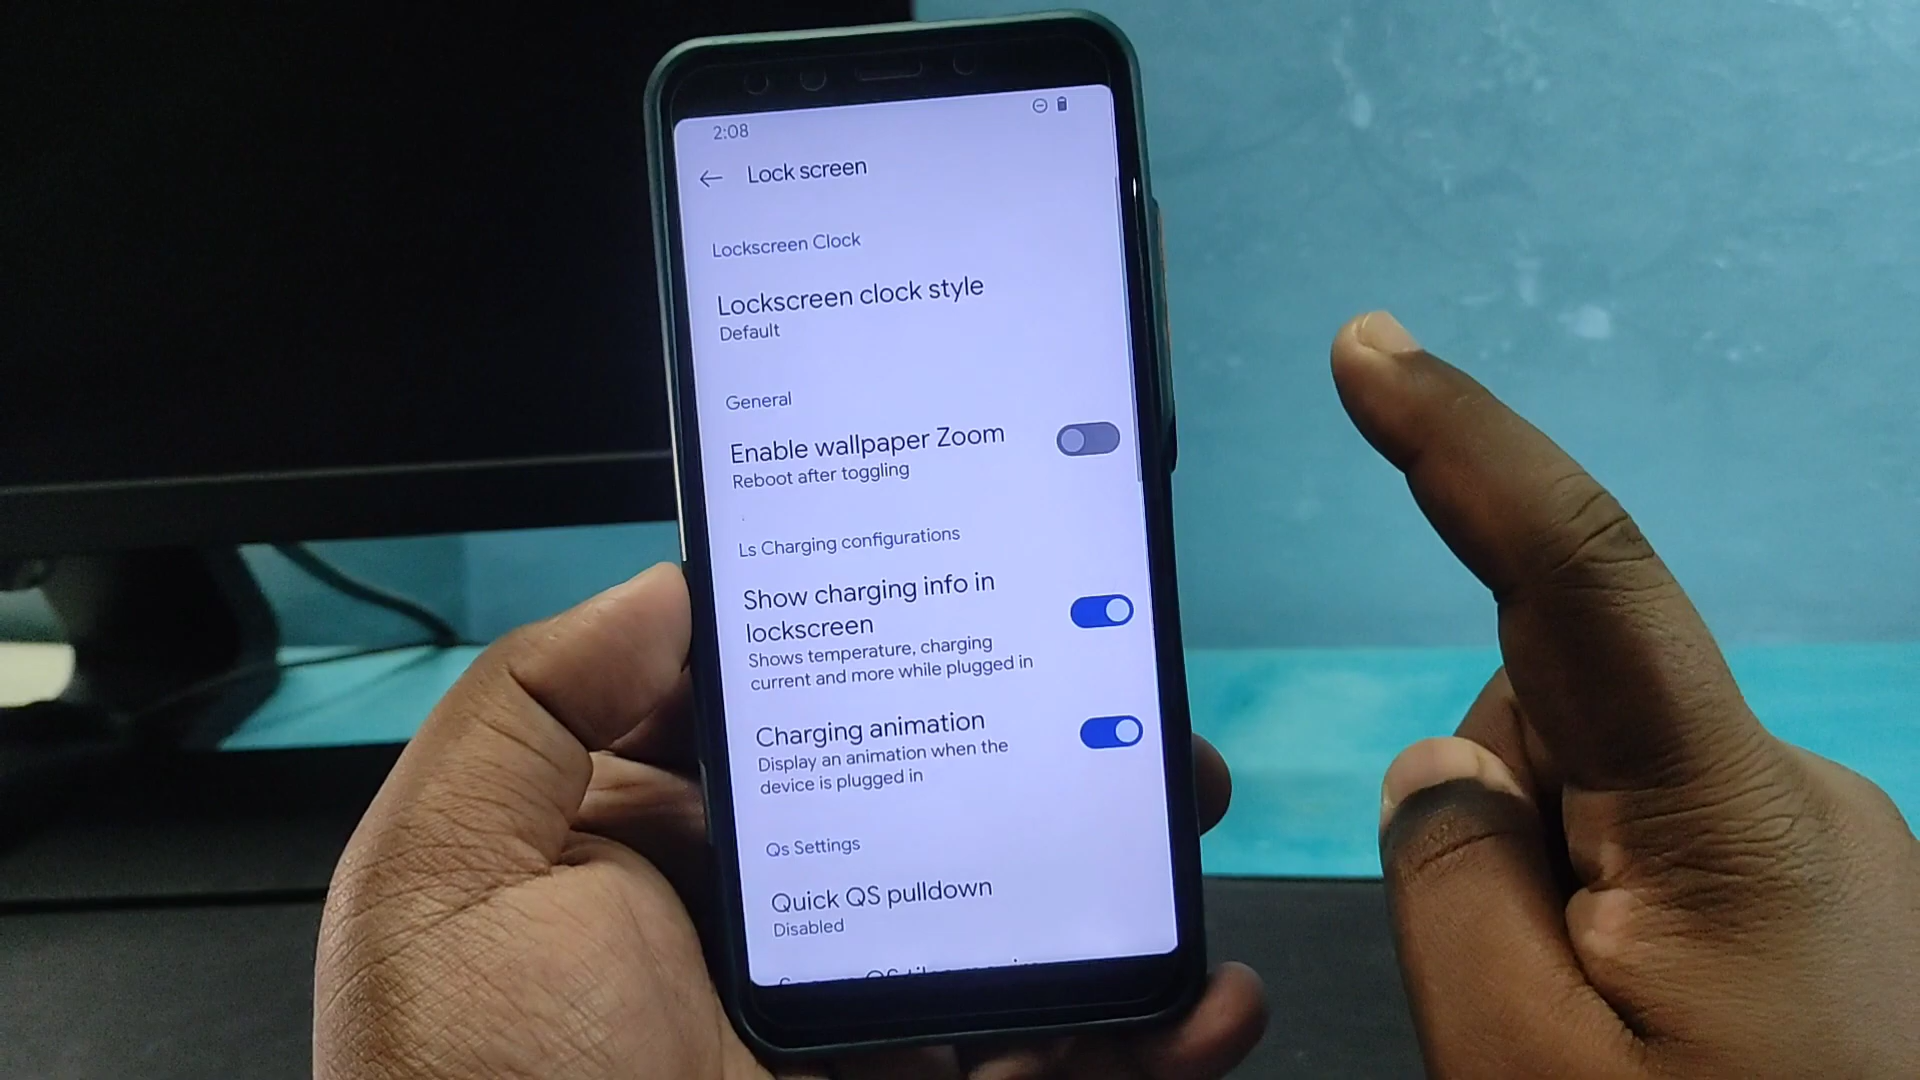 2:08
Lock screen
Lockscreen Clock
Lockscreen clock style
Default
General
Enable wallpaper Zoom
Reboot after toggling
Ls Charging configurations
Show charging info in
lockscreen
Shows temperature, charging
current and more while plugged in
Charging animation
Display an animation when the
device is plugged in
Qs Settings
Quick QS pulldown
Disabled